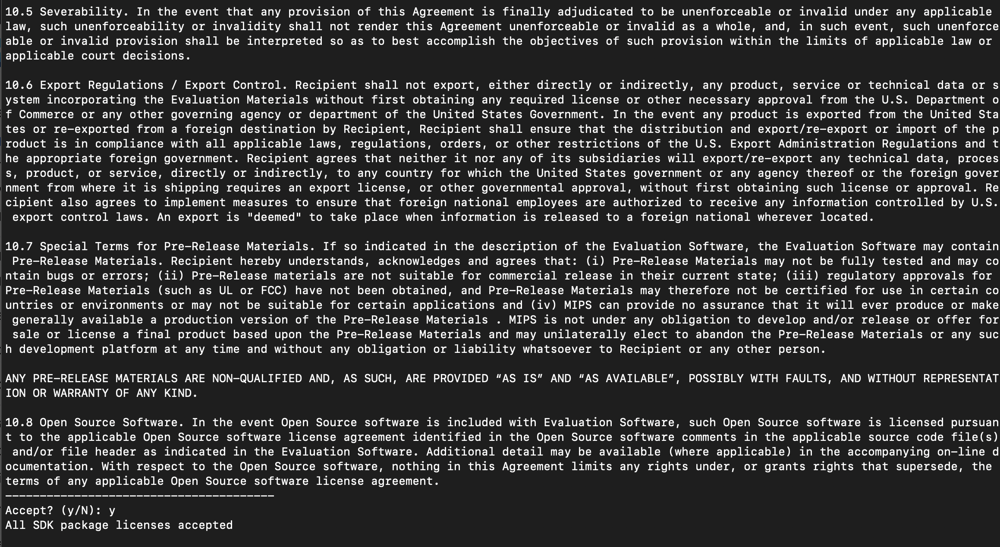 10.5 Severability. In the event that any provision of this Agreement is finally adjudicated to be unenforceable or invalid under any applicable
law, such unenforceability or invalidity shall not render this Agreement unenforceable or invalid as a whole, and, in such event, such unenforce
able or invalid provision shall be interpreted so as to best accomplish the objectives of such provision within the limits of applicable law or
applicable court decisions.
10.6 Export Regulations / Export Control. Recipient shall not export, either directly or indirectly, any product, service or technical data or s
ystem incorporating the Evaluation Materials without first obtaining any required license or other necessary approval from the U.S. Department o
f Commerce or any other governing agency or department of the United States Government. In the event any product is exported from the United Sta
tes or re-exported from a foreign destination by Recipient, Recipient shall ensure that the distribution and export/re-export or import of the p
roduct is in compliance with all applicable laws, regulations, orders, or other restrictions of the U.S. Export Administration Regulations and t
he appropriate foreign government. Recipient agrees that neither it nor any of its subsidiaries will export/re-export any technical data, proces
s, product, or service, directly or indirectly, to any country for which the United States government or any agency thereof or the foreign gover
nment from where it is shipping requires an export license, or other governmental approval, without first obtaining such license or approval. Re
cipient also agrees to implement measures to ensure that foreign national employees are authorized to receive any information controlled by U.S.
export control laws. An export is "deemed" to take place when information is released to a foreign national wherever located.
10.7 Special Terms for Pre-Release Materials. If so indicated in the description of the Evaluation Software, the Evaluation Software may contain
Pre-Release Materials. Recipient hereby understands, acknowledges and agrees that: (i) Pre-Release Materials may not be fully tested and may co
ntain bugs or errors; (ii) Pre-Release materials are not suitable for commercial release in their current state; (iii) regulatory approvals for
Pre-Release Materials (such as UL or FCC) have not been obtained, and Pre-Release Materials may therefore not be certified for use in certain co
untries or environments or may not be suitable for certain applications and (iv) MIPS can provide no assurance that it will ever produce or make
generally available a production version of the Pre-Release Materials . MIPS is not under any obligation to develop and/or release or offer for
sale or license a final product based upon the Pre-Release Materials and may unilaterally elect to abandon the Pre-Release Materials or any suc
h development platform at any time and without any obligation or liability whatsoever to Recipient or any other person.
ANY PRE-RELEASE MATERIALS ARE NON-QUALIFIED AND, AS SUCH, ARE PROVIDED “AS IS” AND “AS AVAILABLE”, POSSIBLY WITH FAULTS, AND WITHOUT REPRESENTAT
ION OR WARRANTY OF ANY KIND.
10.8 Open Source Software. In the event Open Source software is included with Evaluation Software, such Open Source software is licensed pursuan
t to the applicable Open Source software license agreement identified in the Open Source software comments in the applicable source code file(s)
and/or file header as indicated in the Evaluation Software. Additional detail may be available (where applicable) in the accompanying on-line d
ocumentation. With respect to the Open Source software, nothing in this Agreement limits any rights under, or grants rights that supersede, the
terms of any applicable Open Source software license agreement.
---------------------------------------
Accept? (y/N): y
All SDK package licenses accepted